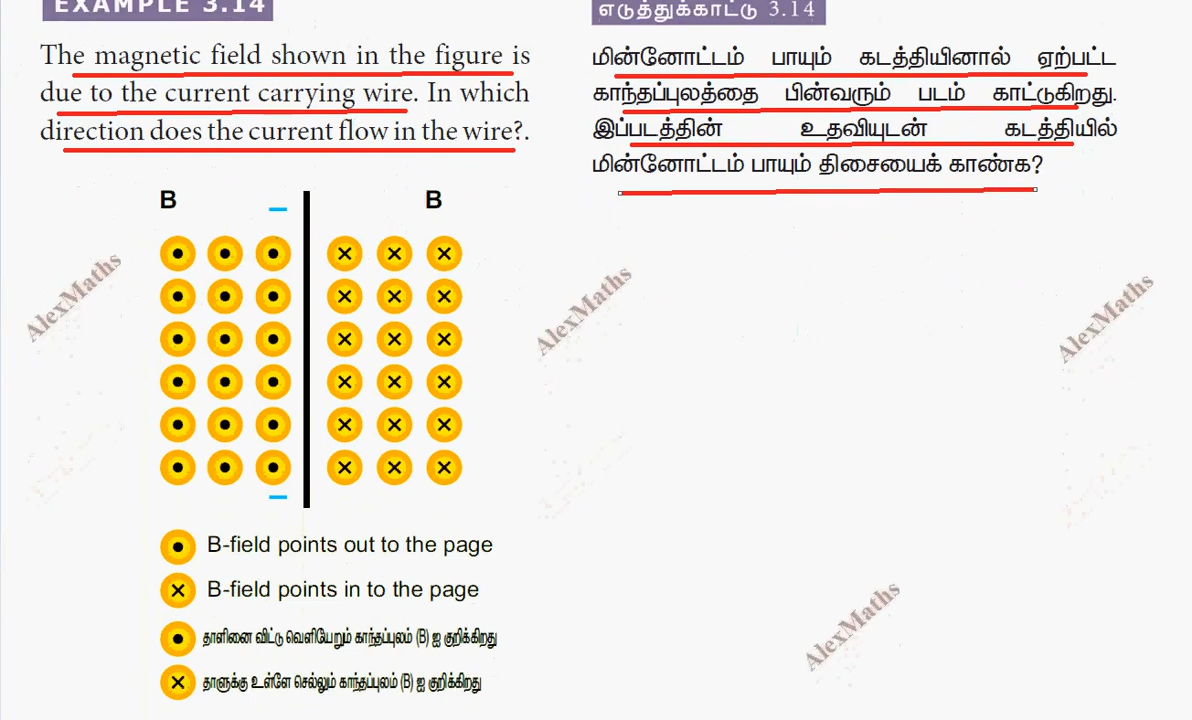 EXAMPLE 3.14
The magnetic field shown in the figure is
due to the current carrying wire. In which
direction does the current flow in the wire?.
எடுத்துக்காட்டு 3.14
மின்னோட்டம் பாயும் கடத்தியினால் ஏற்பட்ட
காந்தப்புலத்தை பின்வரும் படம் காட்டுகிறது.
இப்படத்தின் உதவியுடன் கடத்தியில்
மின்னோட்டம் பாயும் திசையைக் காண்க?
B B
B-field points out to the page
B-field points in to the page
தாளினை விட்டு வெளியேறும் காந்தப்புலம் (B) ஐ குறிக்கிறது
தாளுக்கு உள்ளே செல்லும் காந்தப்புலம் (B) ஐ குறிக்கிறது
AlexMaths
AlexMaths
AlexMaths
AlexMaths